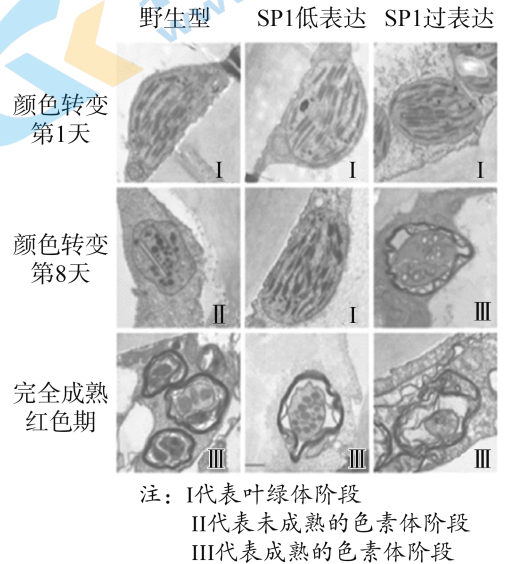 野生型 SP1低表达 SP1过表达
颜色转变
第1天
I I I
颜色转变
第8天
II I III
完全成熟
红色期
III III III
注：I代表叶绿体阶段
II代表未成熟的色素体阶段
III代表成熟的色素体阶段